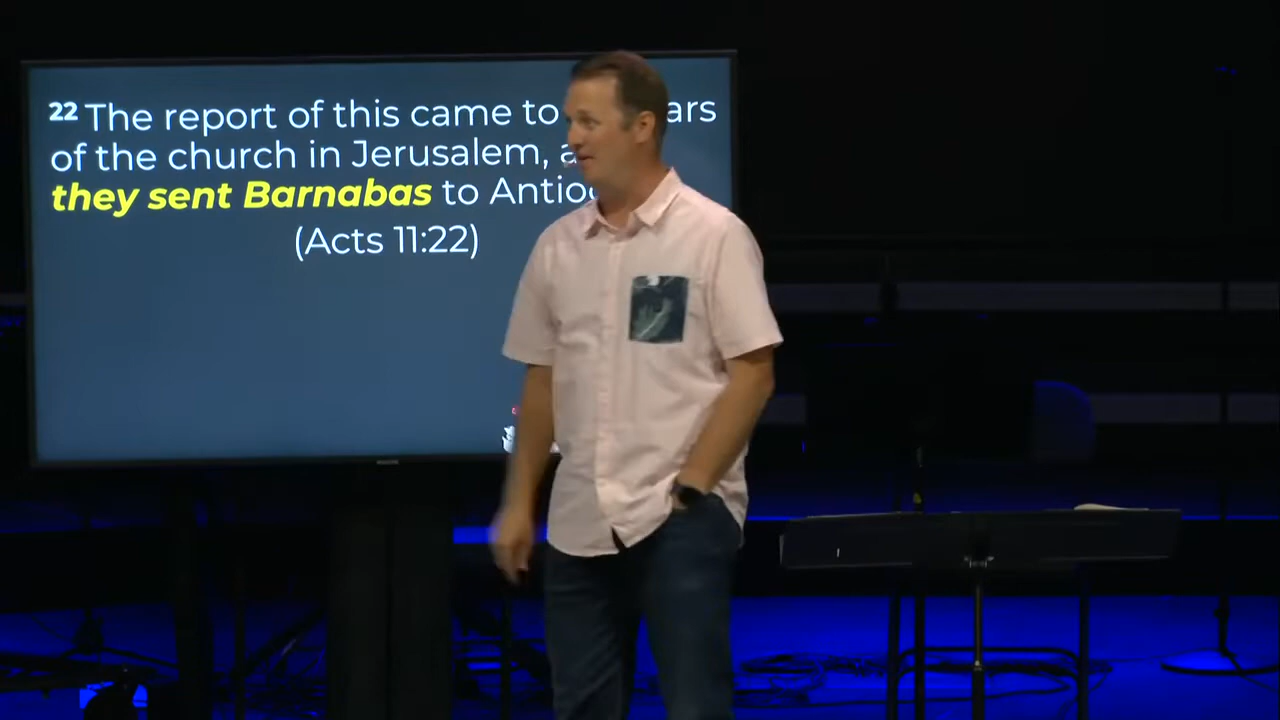 22 The report of this came to ars
of the church in Jerusalem, a
they sent Barnabas to Antio
(Acts 11:22)